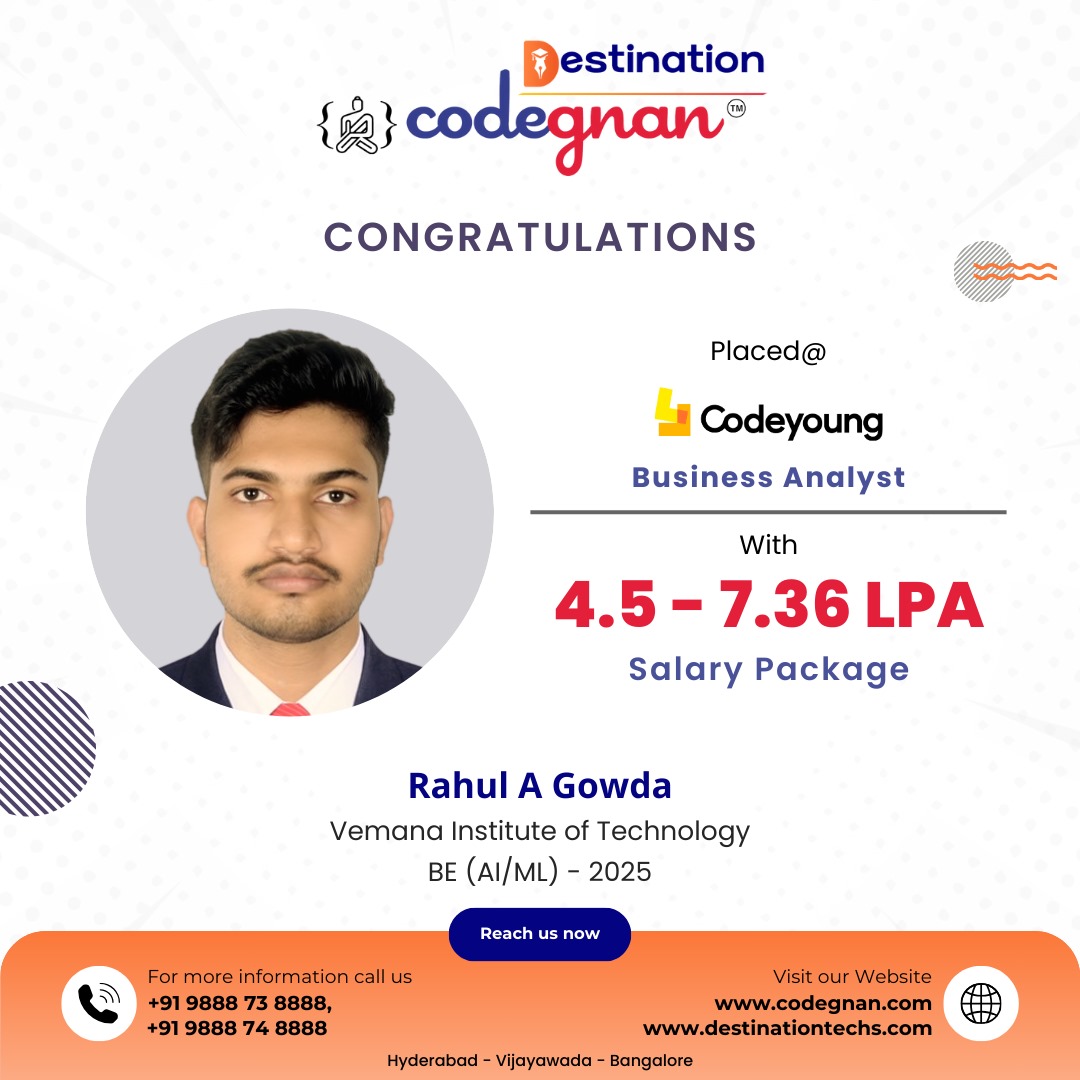 Destination
codegnan™
CONGRATULATIONS
Placed@
Codeyoung
Business Analyst
With
4.5 - 7.36 LPA
Salary Package
Rahul A Gowda
Vemana Institute of Technology
BE (AI/ML) - 2025
Reach us now
For more information call us
+91 9888 73 8888,
+91 9888 74 8888
Visit our Website
www.codegnan.com
www.destinationtechs.com
Hyderabad - Vijayawada - Bangalore